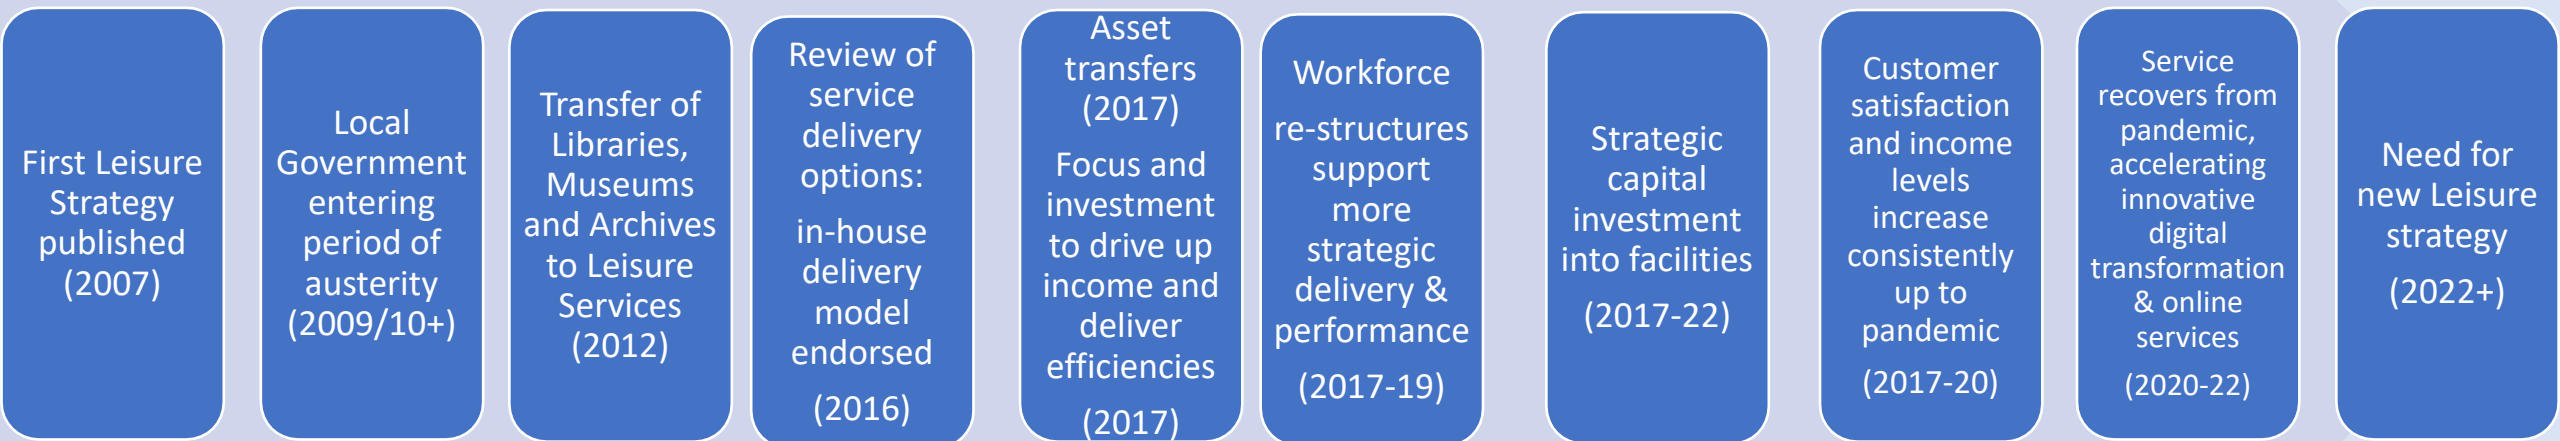 First Leisure
Strategy
published
(2007)
Local
Government
entering
period of
austerity
(2009/10+)
Transfer of
Libraries,
Museums
and Archives
to Leisure
Services
(2012)
Review of
service
delivery
options:
in-house
delivery
model
endorsed
(2016)
Asset
transfers
(2017)
Focus and
investment
to drive up
income and
deliver
efficiencies
(2017)
Workforce
re-structures
support
more
strategic
delivery &
performance
(2017-19)
Strategic
capital
investment
into facilities
(2017-22)
Customer
satisfaction
and income
levels
increase
consistently
up to
pandemic
(2017-20)
Service
recovers from
pandemic,
accelerating
innovative
digital
transformation
& online
services
(2020-22)
Need for
new Leisure
strategy
(2022+)